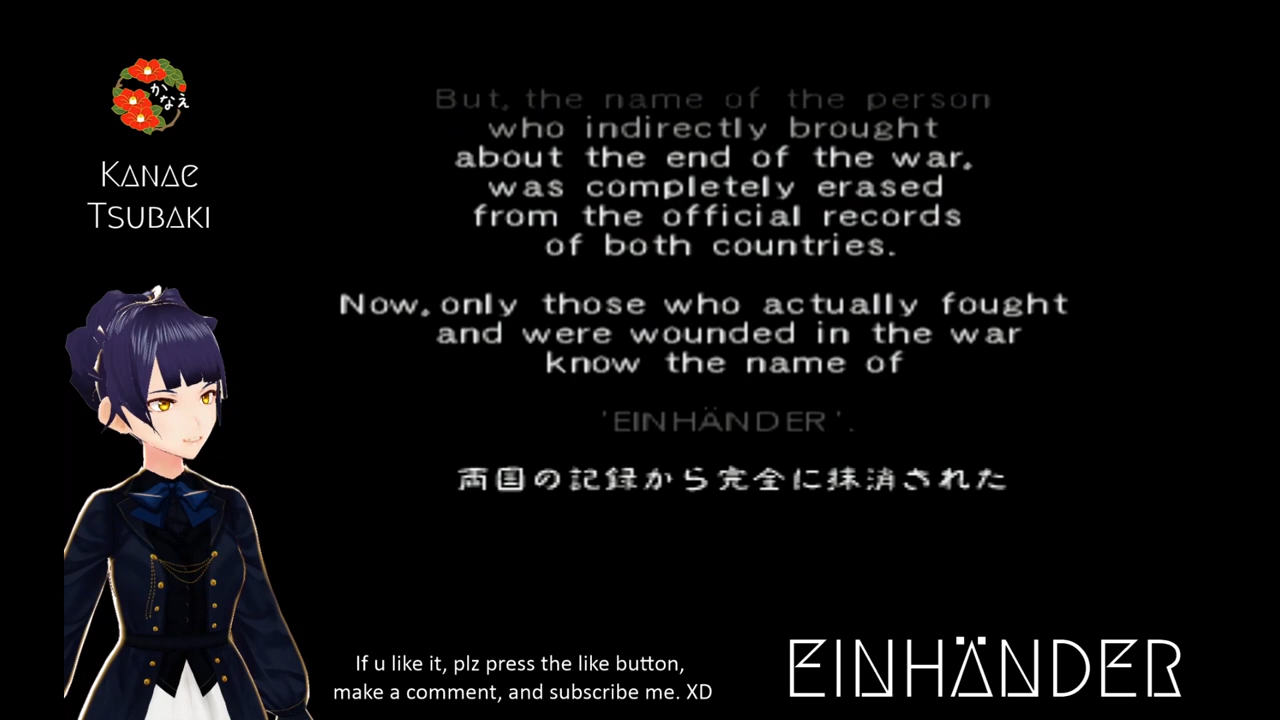 かなえ
KANAE
TSUBAKI
But, the name of the person
who indirectly brought
about the end of the war,
was completely erased
from the official records
of both countries.
Now, only those who actually fought
and were wounded in the war
know the name of
'EINHÄNDER'.
両国の記録から完全に抹消された
If u like it, plz press the like button,
make a comment, and subscribe me. XD
EINHÄNDER